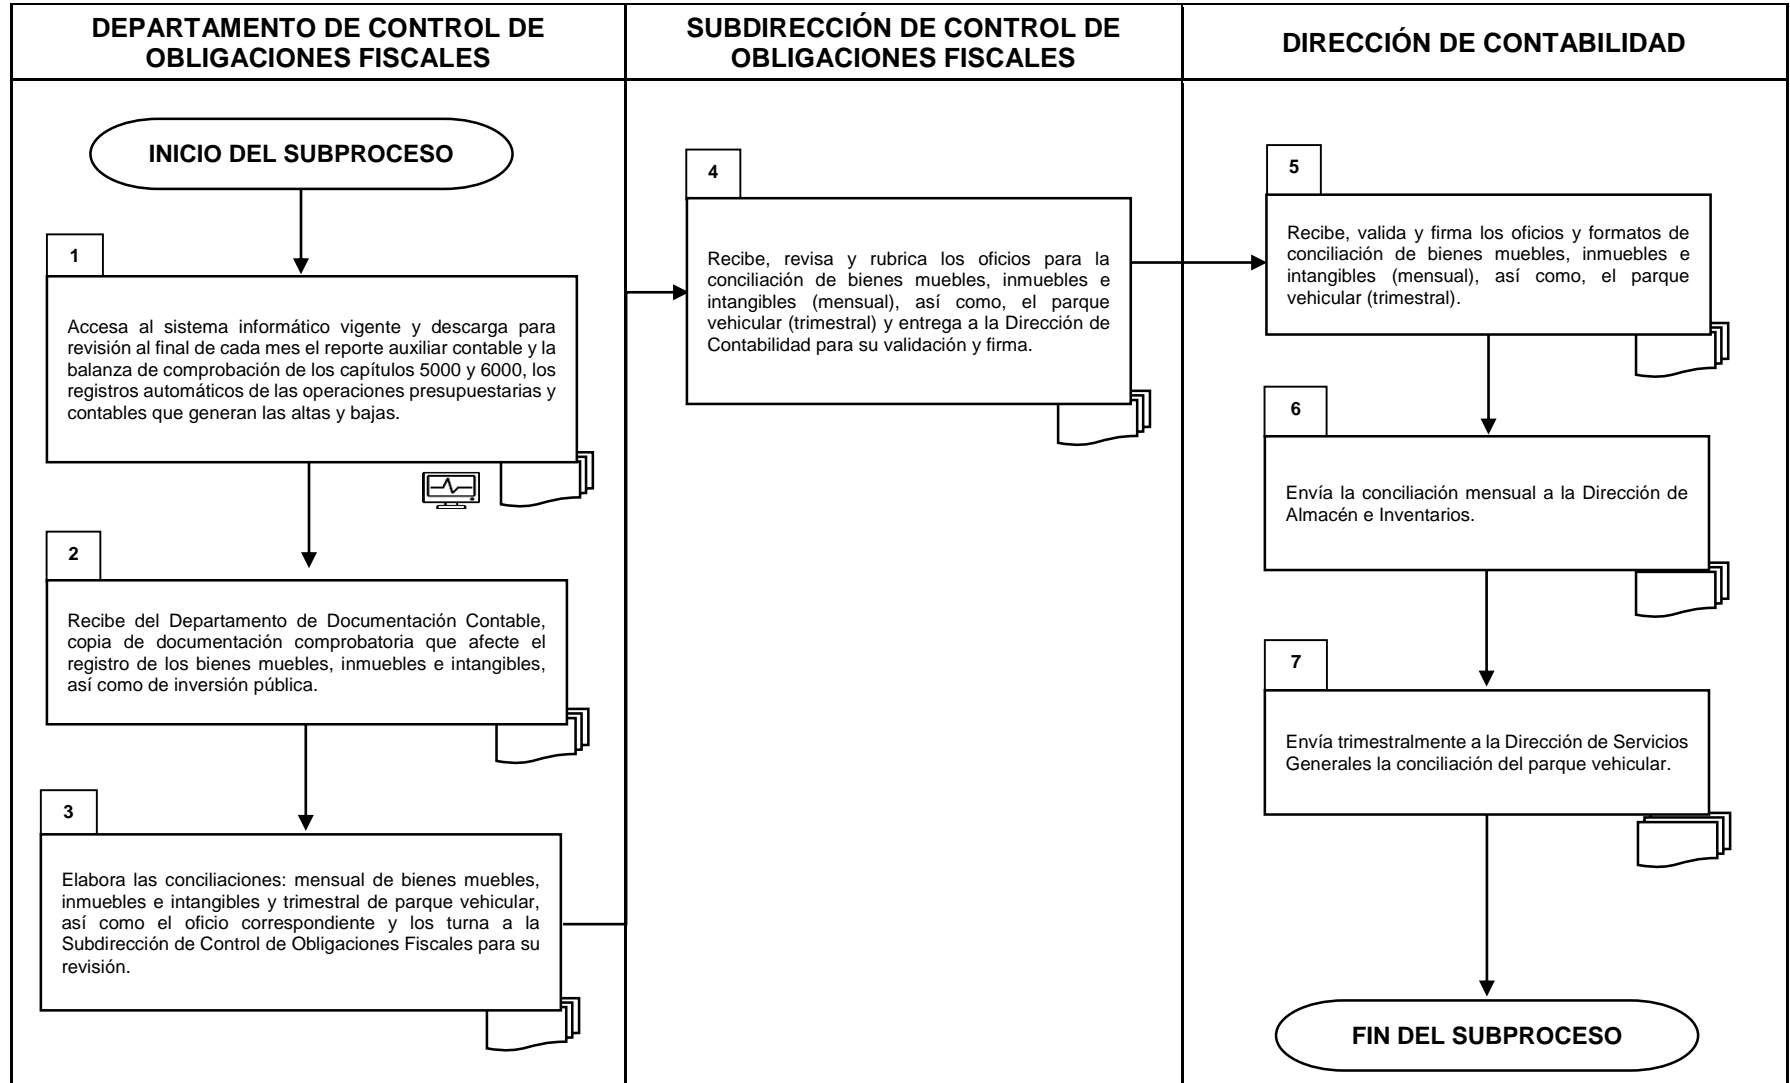 DEPARTAMENTO DE CONTROL DE
OBLIGACIONES FISCALES
SUBDIRECCIÓN DE CONTROL DE
OBLIGACIONES FISCALES
DIRECCIÓN DE CONTABILIDAD
INICIO DEL SUBPROCESO
1
Accesa al sistema informático vigente y descarga para
revisión al final de cada mes el reporte auxiliar contable y la
balanza de comprobación de los capítulos 5000 y 6000, los
registros automáticos de las operaciones presupuestarias y
contables que generan las altas y bajas.
2
Recibe del Departamento de Documentación Contable,
copia de documentación comprobatoria que afecte el
registro de los bienes muebles, inmuebles e intangibles,
así como de inversión pública.
3
Elabora las conciliaciones: mensual de bienes muebles,
inmuebles e intangibles y trimestral de parque vehicular,
así como el oficio correspondiente y los turna a la
Subdirección de Control de Obligaciones Fiscales para su
revisión.
4
Recibe, revisa y rubrica los oficios para la
conciliación de bienes muebles, inmuebles e
intangibles (mensual), así como, el parque
vehicular (trimestral) y entrega a la Dirección de
Contabilidad para su validación y firma.
5
Recibe, valida y firma los oficios y formatos de
conciliación de bienes muebles, inmuebles e
intangibles (mensual), así como, el parque
vehicular (trimestral).
6
Envía la conciliación mensual a la Dirección de
Almacén e Inventarios.
7
Envía trimestralmente a la Dirección de Servicios
Generales la conciliación del parque vehicular.
FIN DEL SUBPROCESO